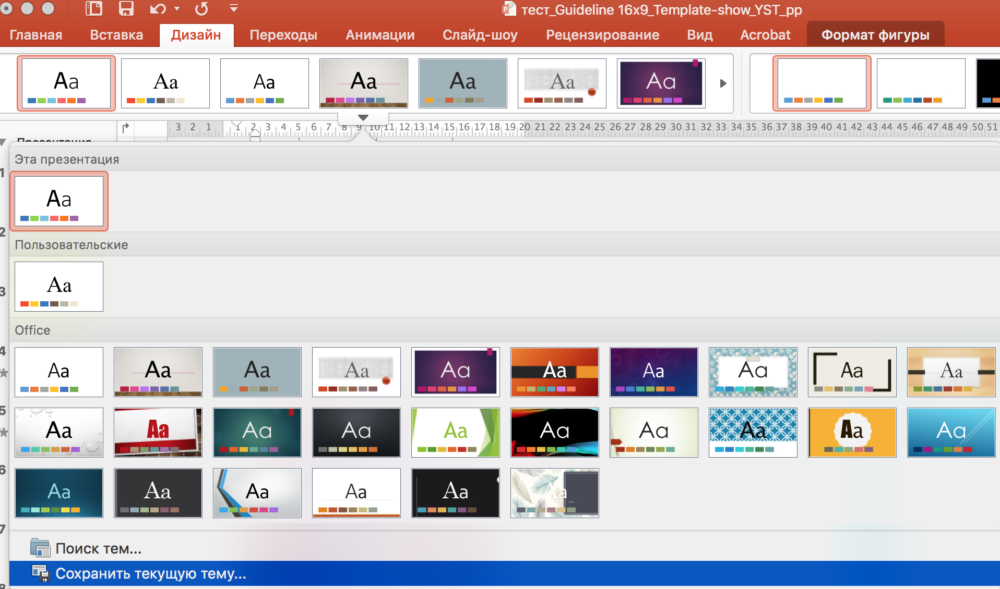 тест_Guideline 16x9_Template-show_YST_pp
Главная Вставка Дизайн Переходы Анимации Слайд-шоу Рецензирование Вид Acrobat Формат фигуры
Aa Aa Aa Aa Aa Aa Aa
3 2 1 1 2 3 4 5 6 7 8 9 10 11 12 13 14 15 16 17 18 19 20 21 22 23 24 25 26 27 28 29 30 31 32 33 34 35 36 37 38 39 40 41 42 43 44 45 46 47 48 49 50 51
Презентация
Эта презентация
1
Aa
2
Пользовательские
Aa
3
Office
4
Aa Aa Aa Aa Aa Aa Aa Aa Aa Aa
5
Aa Aa Aa Aa Aa Aa Aa Aa Aa Aa
6
Aa Aa Aa Aa Aa Aa
7
Поиск тем...
Сохранить текущую тему...
8